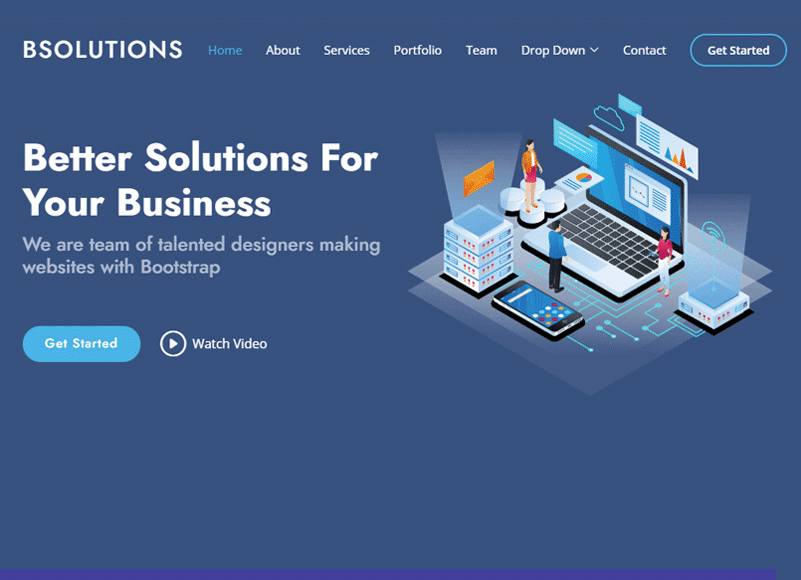 BSOLUTIONS Home About Services Portfolio Team Drop Down Contact Get Started
Better Solutions For
Your Business
We are team of talented designers making
websites with Bootstrap
Get Started Watch Video